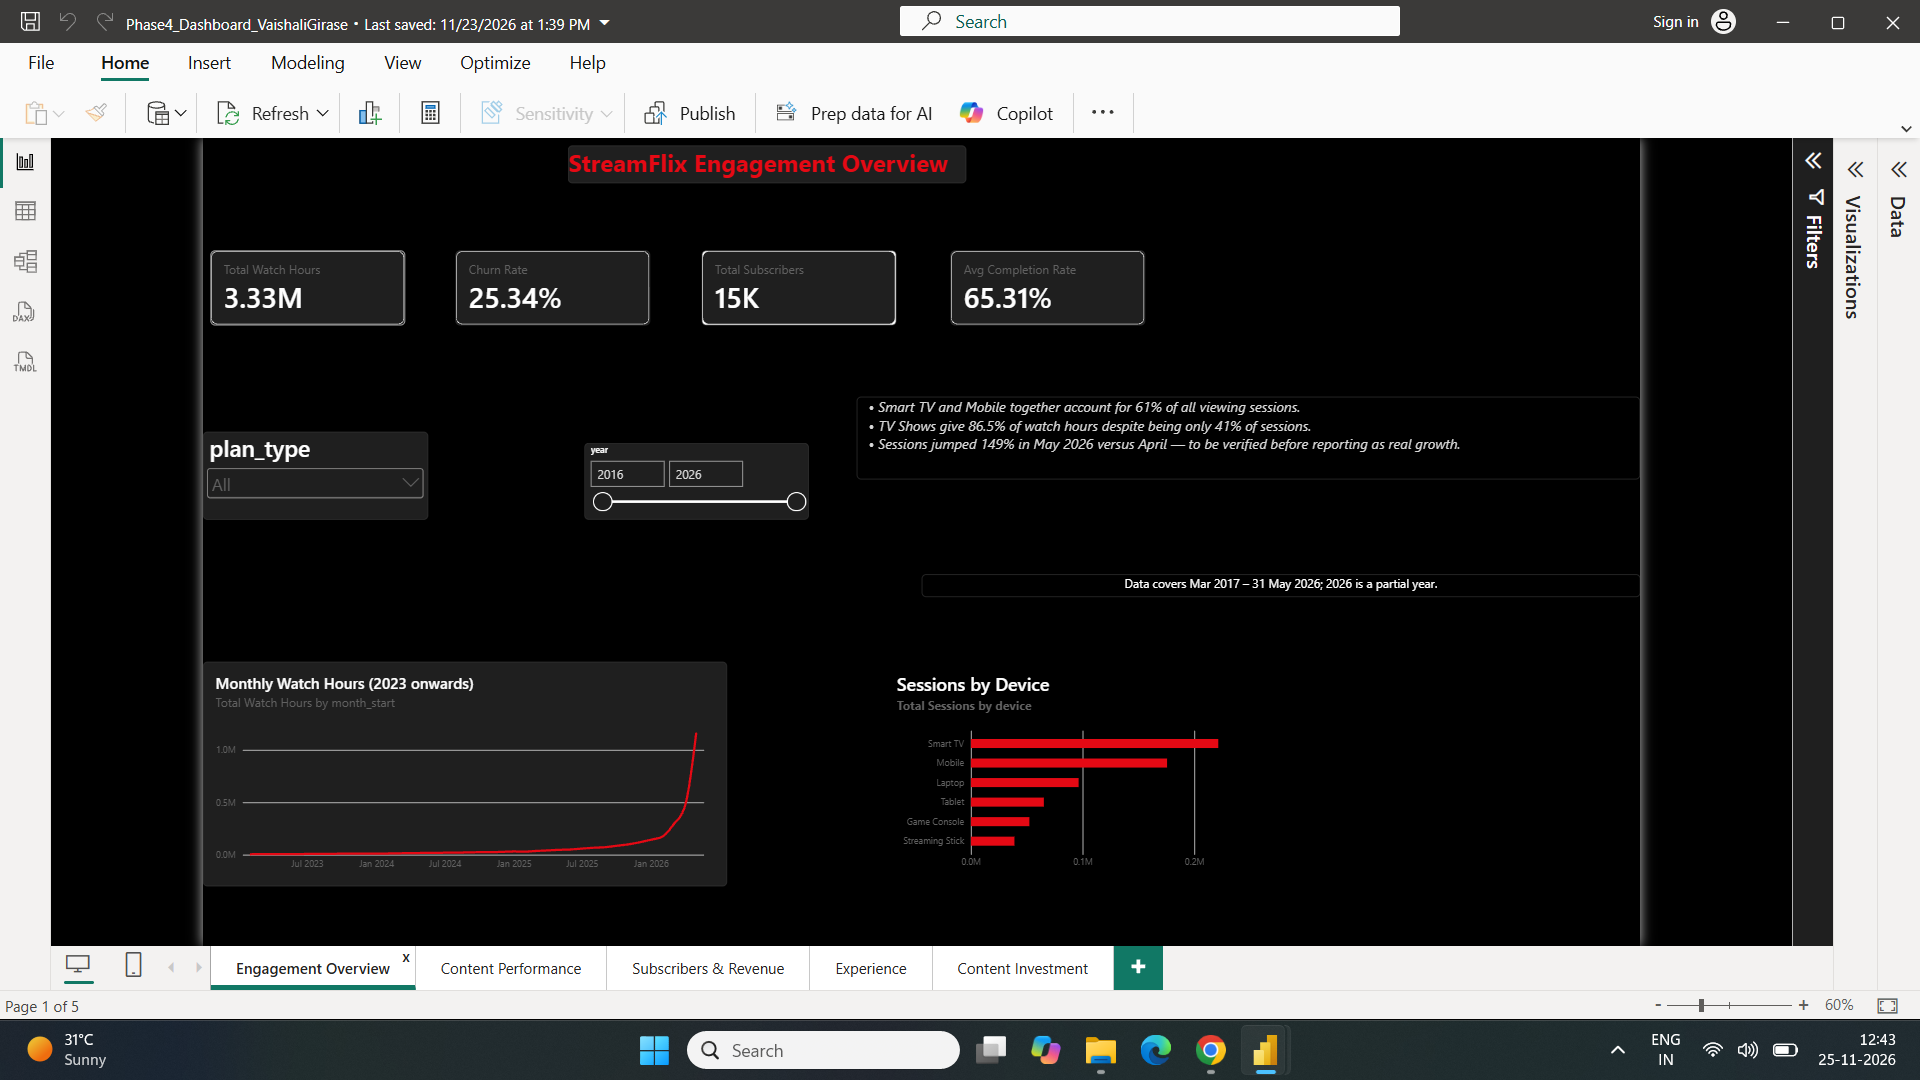 Phase4_Dashboard_VaishaliGirase • Last saved: 11/23/2026 at 1:39 PM
Search
Sign in
File
Home
Insert
Modeling
View
Optimize
Help
Refresh
Sensitivity
Publish
Prep data for AI
Copilot
DAX
TMDL
StreamFlix Engagement Overview
Total Watch Hours
3.33M
Churn Rate
25.34%
Total Subscribers
15K
Avg Completion Rate
65.31%
plan_type
All
year
2016
2026
• Smart TV and Mobile together account for 61% of all viewing sessions.
• TV Shows give 86.5% of watch hours despite being only 41% of sessions.
• Sessions jumped 149% in May 2026 versus April — to be verified before reporting as real growth.
Data covers Mar 2017 – 31 May 2026; 2026 is a partial year.
Monthly Watch Hours (2023 onwards)
Total Watch Hours by month_start
1.0M
0.5M
0.0M
Jul 2023
Jan 2024
Jul 2024
Jan 2025
Jul 2025
Jan 2026
Sessions by Device
Total Sessions by device
Smart TV
Mobile
Laptop
Tablet
Game Console
Streaming Stick
0.0M
0.1M
0.2M
Filters
Visualizations
Data
Engagement Overview
x
Content Performance
Subscribers & Revenue
Experience
Content Investment
+
Page 1 of 5
- + 60%
31°C
Sunny
Search
ENG
IN
12:43
25-11-2026